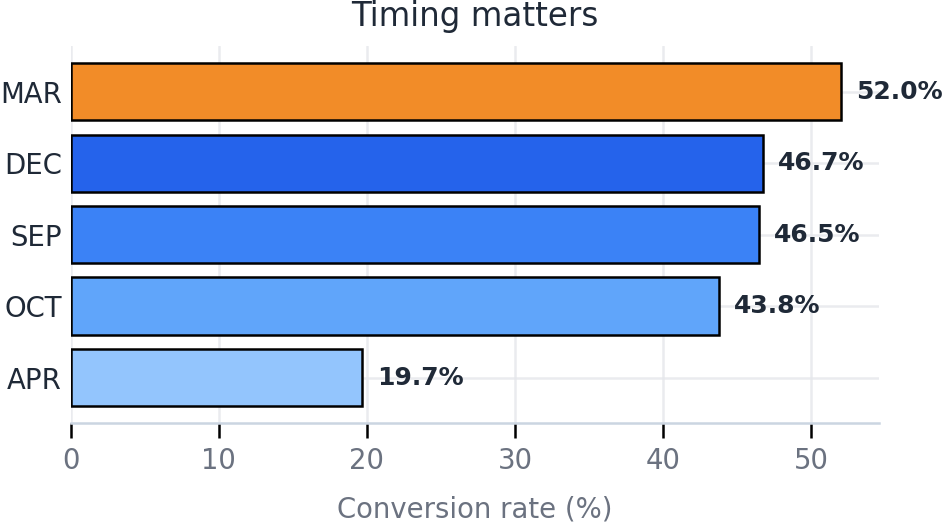 Timing matters
MAR 52.0%
DEC 46.7%
SEP 46.5%
OCT 43.8%
APR 19.7%
0 10 20 30 40 50
Conversion rate (%)